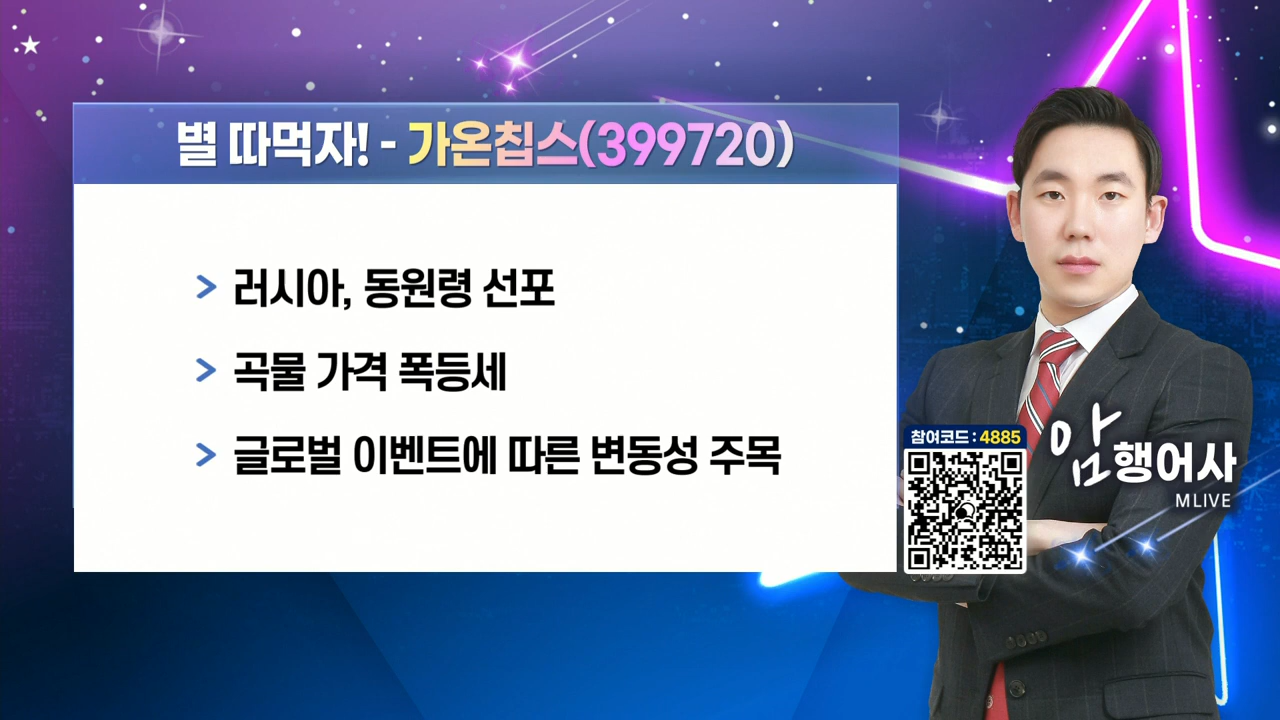 별 따먹자! - 가온칩스(399720)
> 러시아, 동원령 선포
> 곡물 가격 폭등세
> 글로벌 이벤트에 따른 변동성 주목
참여코드 : 4885
암행어사
MLIVE